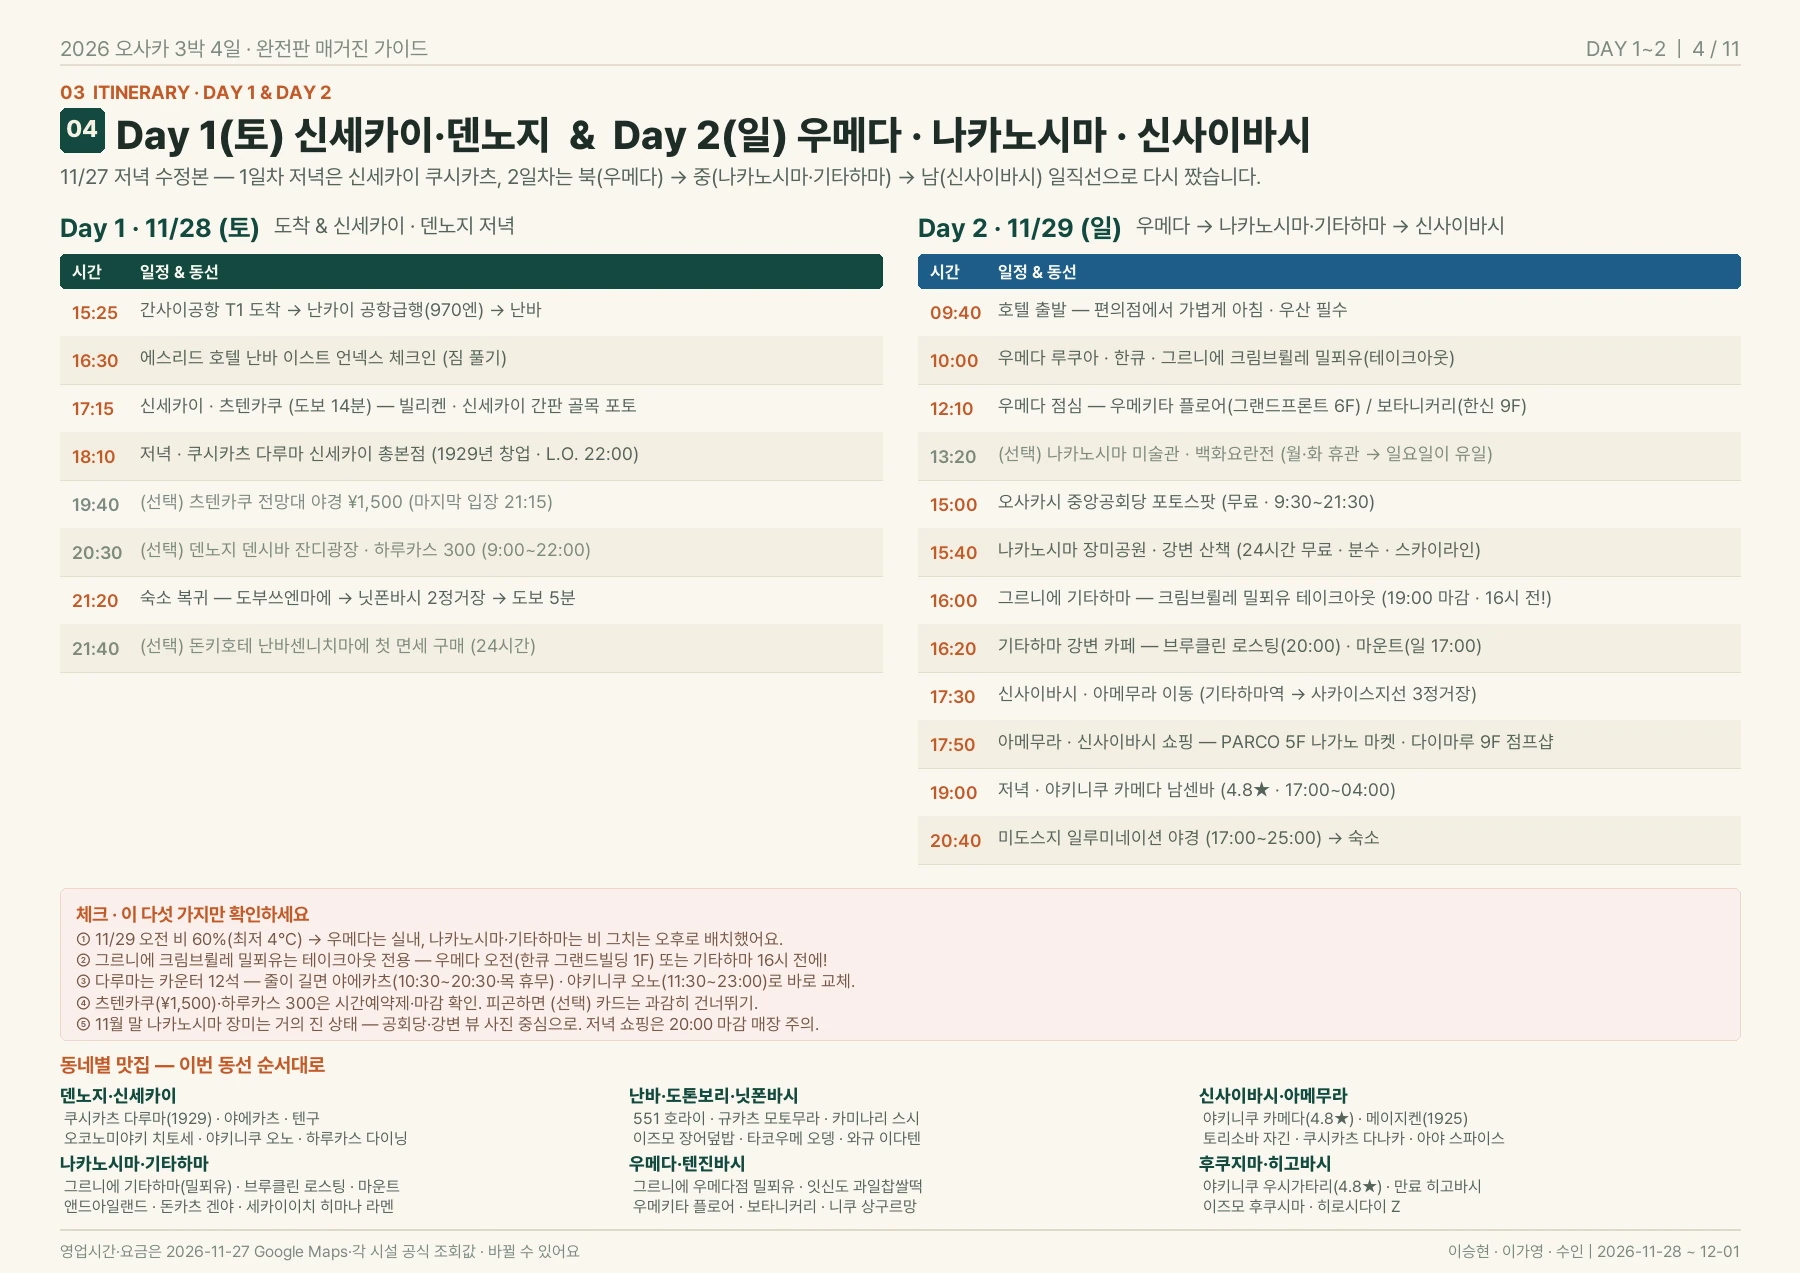 2026 오사카 3박 4일 · 완전판 매거진 가이드
DAY 1~2 | 4 / 11
03 ITINERARY · DAY 1 & DAY 2
04 Day 1(토) 신세카이·덴노지 & Day 2(일) 우메다 · 나카노시마 · 신사이바시
11/27 저녁 수정본 — 1일차 저녁은 신세카이 쿠시카츠, 2일차는 북(우메다) → 중(나카노시마·기타하마) → 남(신사이바시) 일직선으로 다시 짰습니다.
Day 1 · 11/28 (토) 도착 & 신세카이 · 덴노지 저녁
시간 일정 & 동선
15:25 간사이공항 T1 도착 → 난카이 공항급행(970엔) → 난바
16:30 에스리드 호텔 난바 이스트 언넥스 체크인 (짐 풀기)
17:15 신세카이 · 츠텐카쿠 (도보 14분) — 빌리켄 · 신세카이 간판 골목 포토
18:10 저녁 · 쿠시카츠 다루마 신세카이 총본점 (1929년 창업 · L.O. 22:00)
19:40 (선택) 츠텐카쿠 전망대 야경 ¥1,500 (마지막 입장 21:15)
20:30 (선택) 덴노지 덴시바 잔디광장 · 하루카스 300 (9:00~22:00)
21:20 숙소 복귀 — 도부쓰엔마에 → 닛폰바시 2정거장 → 도보 5분
21:40 (선택) 돈키호테 난바센니치마에 첫 면세 구매 (24시간)
Day 2 · 11/29 (일) 우메다 → 나카노시마·기타하마 → 신사이바시
시간 일정 & 동선
09:40 호텔 출발 — 편의점에서 가볍게 아침 · 우산 필수
10:00 우메다 루쿠아 · 한큐 · 그르니에 크림브륄레 밀푀유(테이크아웃)
12:10 우메다 점심 — 우메키타 플로어(그랜드프론트 6F) / 보타니커리(한신 9F)
13:20 (선택) 나카노시마 미술관 · 백화요란전 (월·화 휴관 → 일요일이 유일)
15:00 오사카시 중앙공회당 포토스팟 (무료 · 9:30~21:30)
15:40 나카노시마 장미공원 · 강변 산책 (24시간 무료 · 분수 · 스카이라인)
16:00 그르니에 기타하마 — 크림브륄레 밀푀유 테이크아웃 (19:00 마감 · 16시 전!)
16:20 기타하마 강변 카페 — 브루클린 로스팅(20:00) · 마운트(일 17:00)
17:30 신사이바시 · 아메무라 이동 (기타하마역 → 사카이스지선 3정거장)
17:50 아메무라 · 신사이바시 쇼핑 — PARCO 5F 나가노 마켓 · 다이마루 9F 점프샵
19:00 저녁 · 야키니쿠 카메다 남센바 (4.8★ · 17:00~04:00)
20:40 미도스지 일루미네이션 야경 (17:00~25:00) → 숙소
체크 · 이 다섯 가지만 확인하세요
① 11/29 오전 비 60%(최저 4°C) → 우메다는 실내, 나카노시마·기타하마는 비 그치는 오후로 배치했어요.
② 그르니에 크림브륄레 밀푀유는 테이크아웃 전용 — 우메다 오전(한큐 그랜드빌딩 1F) 또는 기타하마 16시 전에!
③ 다루마는 카운터 12석 — 줄이 길면 야에카츠(10:30~20:30·목 휴무) · 야키니쿠 오노(11:30~23:00)로 바로 교체.
④ 츠텐카쿠(¥1,500)·하루카스 300은 시간예약제·마감 확인. 피곤하면 (선택) 카드는 과감히 건너뛰기.
⑤ 11월 말 나카노시마 장미는 거의 진 상태 — 공회당·강변 뷰 사진 중심으로. 저녁 쇼핑은 20:00 마감 매장 주의.
동네별 맛집 — 이번 동선 순서대로
덴노지·신세카이
쿠시카츠 다루마(1929) · 야에카츠 · 텐구
오코노미야키 치토세 · 야키니쿠 오노 · 하루카스 다이닝
난바·도톤보리·닛폰바시
551 호라이 · 규카츠 모토무라 · 카미나리 스시
이즈모 장어덮밥 · 타코우메 오뎅 · 와규 이다텐
신사이바시·아메무라
야키니쿠 카메다(4.8★) · 메이지켄(1925)
토리소바 자긴 · 쿠시카츠 다나카 · 아야 스파이스
나카노시마·기타하마
그르니에 기타하마(밀푀유) · 브루클린 로스팅 · 마운트
앤드아일랜드 · 돈카츠 겐야 · 세카이이치 히마나 라멘
우메다·텐진바시
그르니에 우메다점 밀푀유 · 잇신도 과일찹쌀떡
우메키타 플로어 · 보타니커리 · 니쿠 상구르망
후쿠지마·히고바시
야키니쿠 우시가타리(4.8★) · 만료 히고바시
이즈모 후쿠시마 · 히로시다이 Z
영업시간·요금은 2026-11-27 Google Maps·각 시설 공식 조회값 · 바뀔 수 있어요
이승현 · 이가영 · 수인 | 2026-11-28 ~ 12-01